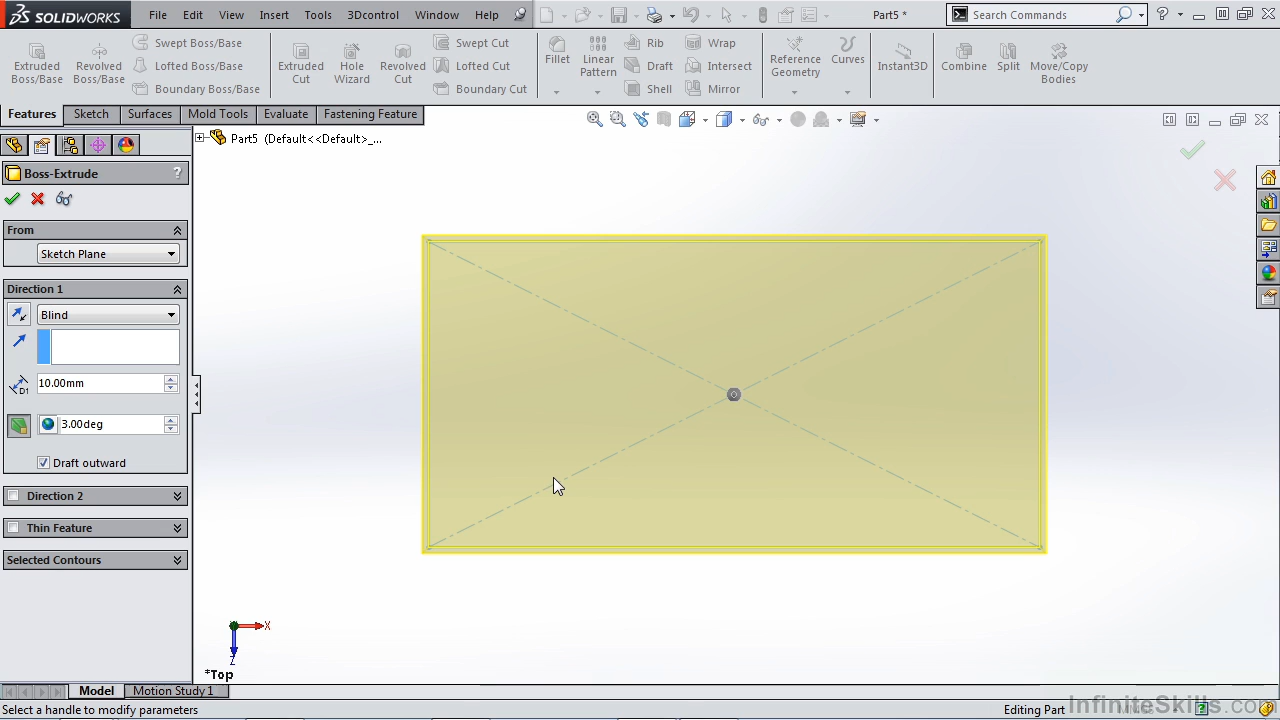 SOLIDWORKS File Edit View Insert Tools 3Dcontrol Window Help Part5 * Search Commands
Extruded Boss/Base Revolved Boss/Base Swept Boss/Base Lofted Boss/Base Boundary Boss/Base Extruded Cut Hole Wizard Revolved Cut Swept Cut Lofted Cut Boundary Cut Fillet Linear Pattern Rib Draft Shell Wrap Intersect Mirror Reference Geometry Curves Instant3D Combine Split Move/Copy Bodies
Features Sketch Surfaces Mold Tools Evaluate Fastening Feature
Part5 (Default<<Default>_...
Boss-Extrude ?
From
Sketch Plane
Direction 1
Blind
D1 10.00mm
3.00deg
Draft outward
Direction 2
Thin Feature
Selected Contours
X
Z
*Top
Model Motion Study 1
Select a handle to modify parameters Editing Part MMGS
InfiniteSkills.com